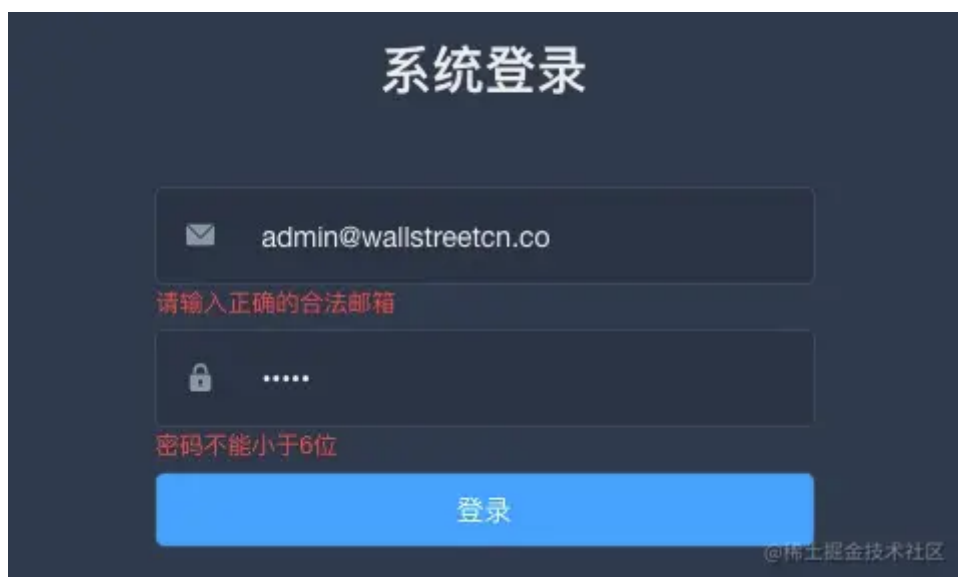 系统登录
admin@wallstreetcn.co
请输入正确的合法邮箱
•••••
密码不能小于6位
登录
@稀土掘金技术社区